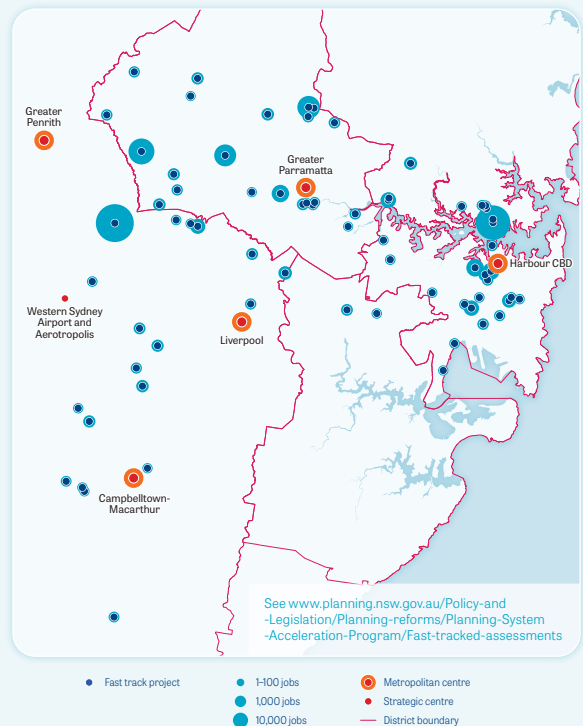 Greater
Penrith
Greater
Parramatta
Harbour CBD
Western Sydney
Airport and
Aerotropolis
Liverpool
Campbelltown-
Macarthur
See www.planning.nsw.gov.au/Policy-and
-Legislation/Planning-reforms/Planning-System
-Acceleration-Program/Fast-tracked-assessments
Fast track project
1-100 jobs
1,000 jobs
10,000 jobs
Metropolitan centre
Strategic centre
District boundary